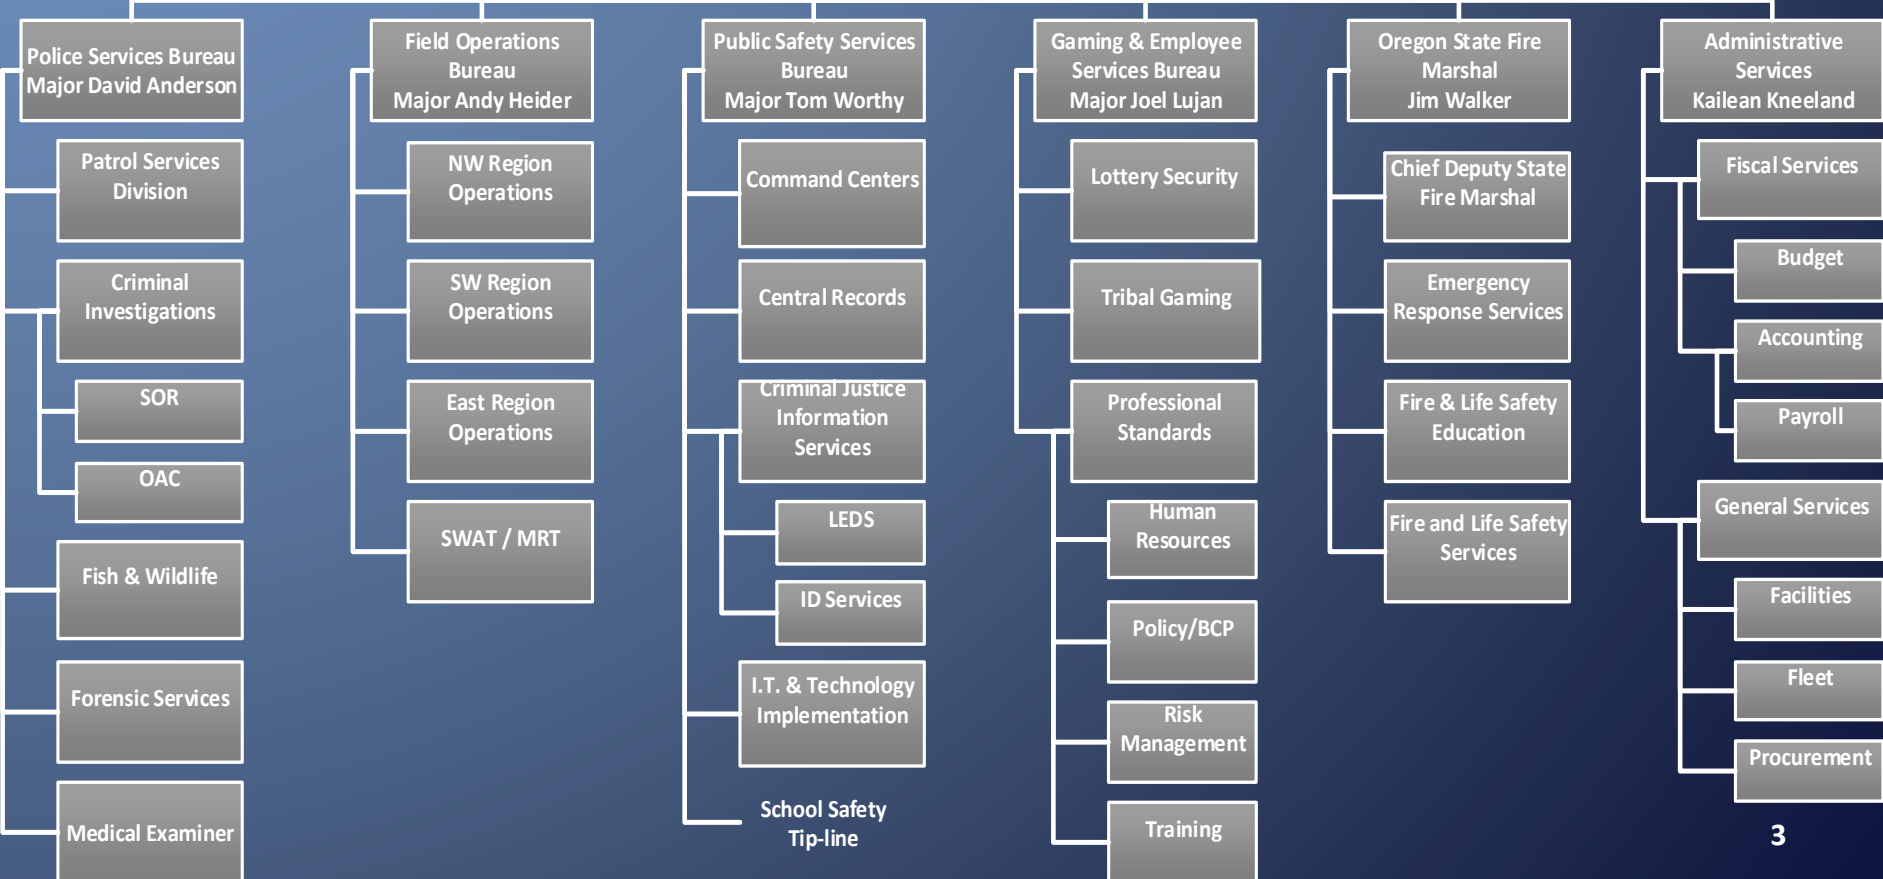 Police Services Bureau
Major David Anderson
Patrol Services
Division
Criminal
Investigations
SOR
OAC
Fish & Wildlife
Forensic Services
Medical Examiner
Field Operations
Bureau
Major Andy Heider
NW Region
Operations
SW Region
Operations
East Region
Operations
SWAT / MRT
Public Safety Services
Bureau
Major Tom Worthy
Command Centers
Central Records
Criminal Justice
Information
Services
LEDS
ID Services
I.T. & Technology
Implementation
School Safety
Tip-line
Gaming & Employee
Services Bureau
Major Joel Lujan
Lottery Security
Tribal Gaming
Professional
Standards
Human
Resources
Policy/BCP
Risk
Management
Training
Oregon State Fire
Marshal
Jim Walker
Chief Deputy State
Fire Marshal
Emergency
Response Services
Fire & Life Safety
Education
Fire and Life Safety
Services
Administrative
Services
Kailean Kneeland
Fiscal Services
Budget
Accounting
Payroll
General Services
Facilities
Fleet
Procurement
3